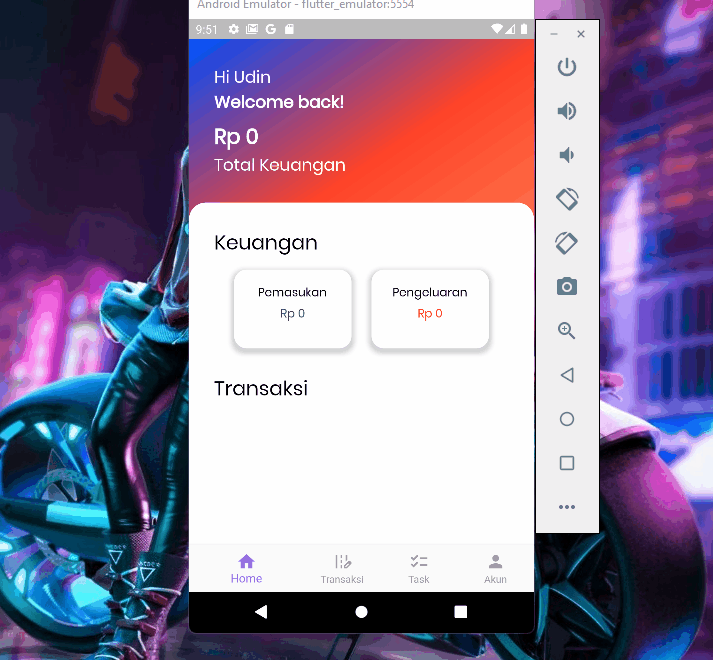 Android Emulator - flutter_emulator:5554
9:51
Hi Udin
Welcome back!
Rp 0
Total Keuangan
Keuangan
Pemasukan
Rp 0
Pengeluaran
Rp 0
Transaksi
Home
Transaksi
Task
Akun